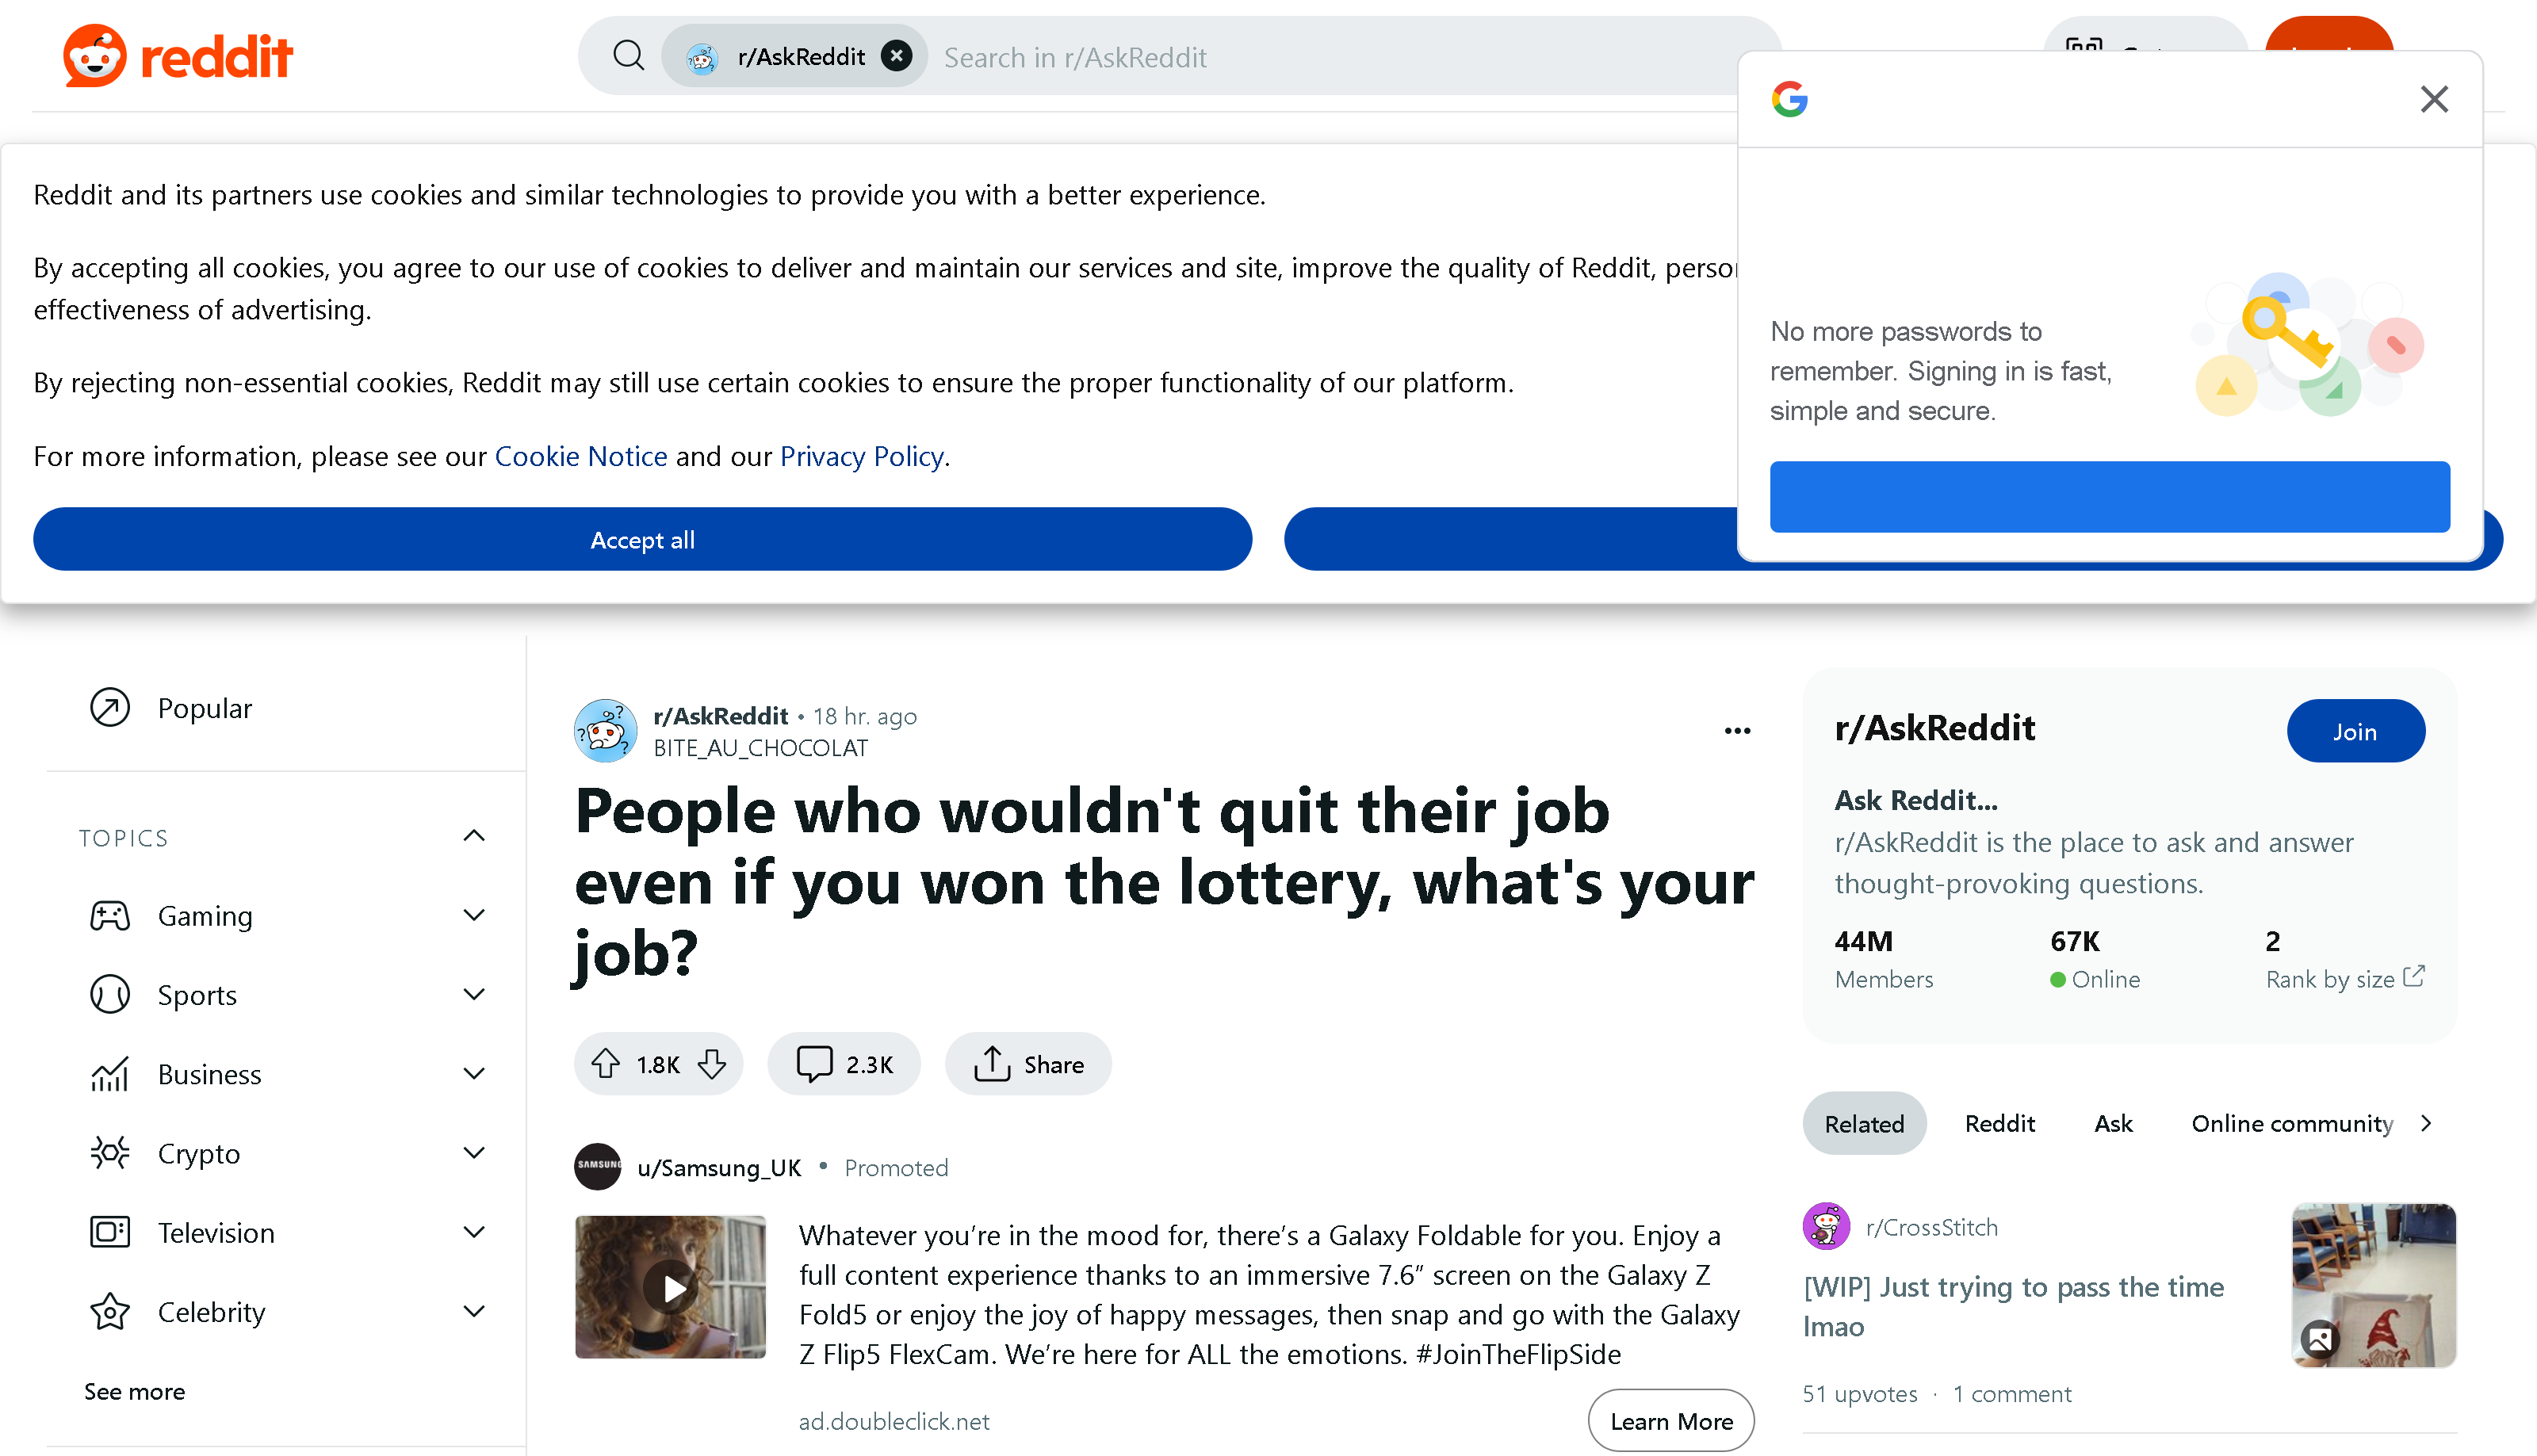 reddit
r/AskReddit
Search in r/AskReddit
Reddit and its partners use cookies and similar technologies to provide you with a better experience.
By accepting all cookies, you agree to our use of cookies to deliver and maintain our services and site, improve the quality of Reddit,
effectiveness of advertising.
By rejecting non-essential cookies, Reddit may still use certain cookies to ensure the proper functionality of our platform.
For more information, please see our Cookie Notice and our Privacy Policy.
Accept all
No more passwords to
remember. Signing in is fast,
simple and secure.
Popular
TOPICS
Gaming
Sports
Business
Crypto
Television
Celebrity
See more
r/AskReddit • 18 hr. ago
BITE_AU_CHOCOLAT
People who wouldn't quit their job
even if you won the lottery, what's your
job?
1.8K
2.3K
Share
SAMSUNG
u/Samsung_UK • Promoted
Whatever you’re in the mood for, there’s a Galaxy Foldable for you. Enjoy a
full content experience thanks to an immersive 7.6” screen on the Galaxy Z
Fold5 or enjoy the joy of happy messages, then snap and go with the Galaxy
Z Flip5 FlexCam. We’re here for ALL the emotions. #JoinTheFlipSide
ad.doubleclick.net
Learn More
r/AskReddit
Join
Ask Reddit...
r/AskReddit is the place to ask and answer
thought-provoking questions.
44M
Members
67K
Online
2
Rank by size
Related
Reddit
Ask
Online community
r/CrossStitch
[WIP] Just trying to pass the time
lmao
51 upvotes · 1 comment